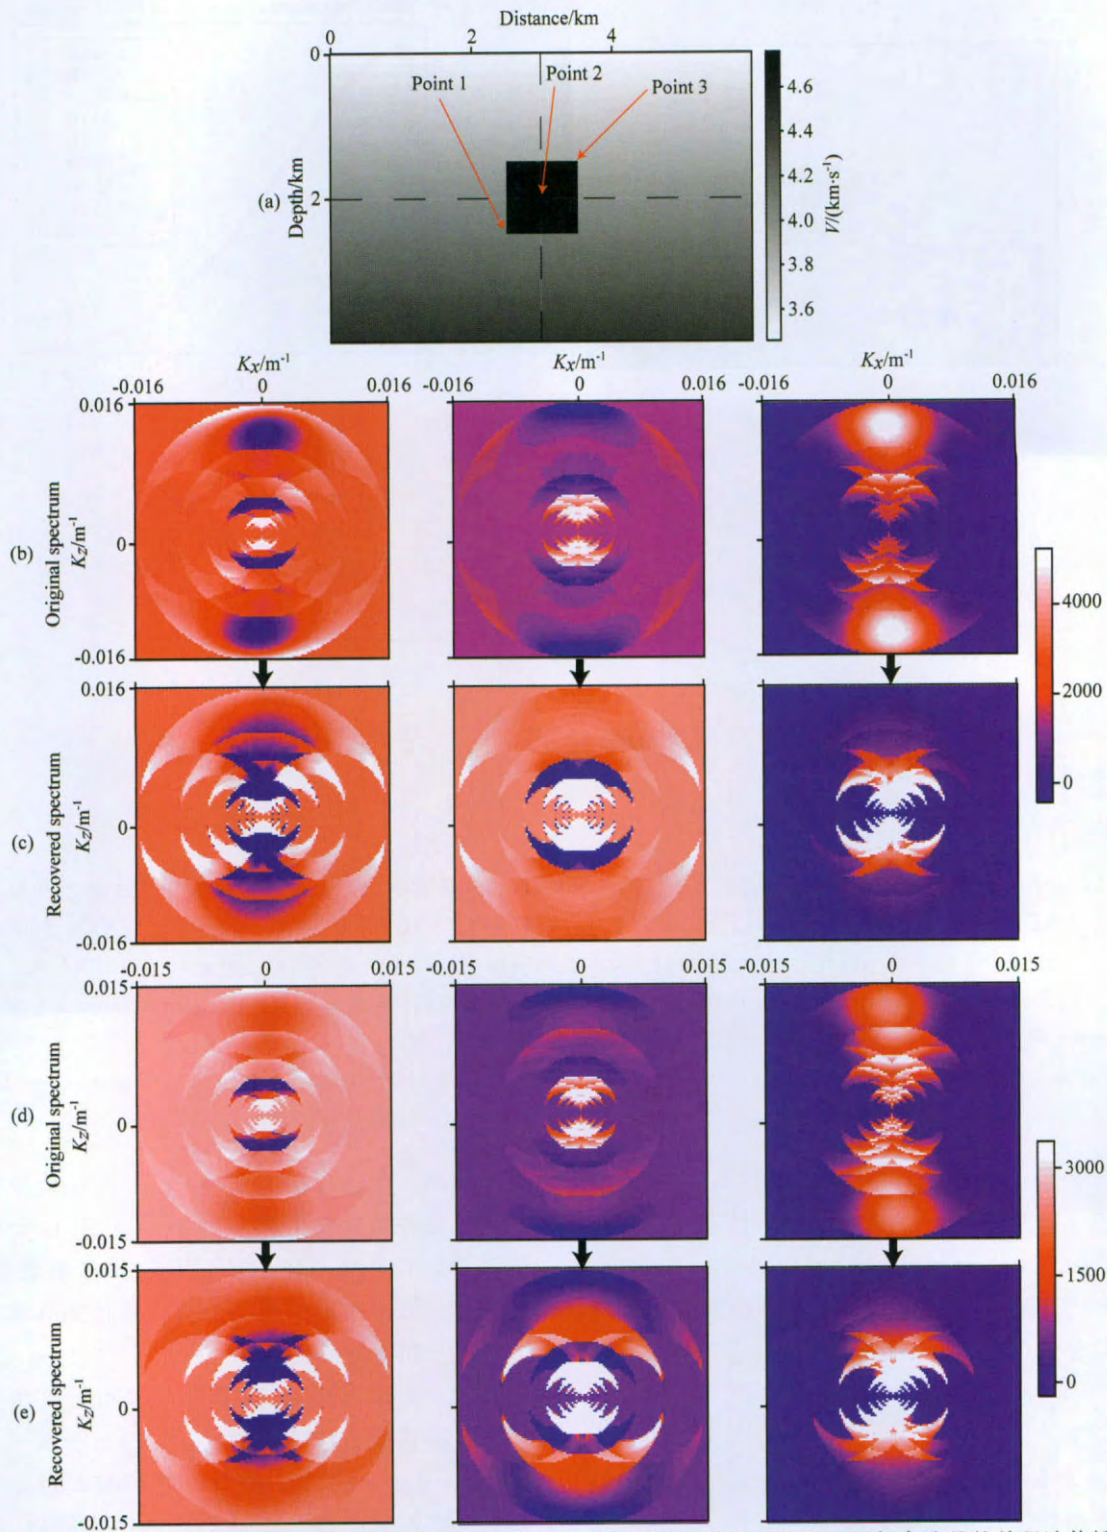 Distance/km
0 2 4
0
Point 1
Point 2
Point 3
(a)
Depth/km
2
4.6
4.4
4.2
4.0
3.8
3.6
V/(km·s⁻¹)
Kx/m⁻¹ Kx/m⁻¹ Kx/m⁻¹
-0.016 0 0.016 -0.016 0 0.016 -0.016 0 0.016
0.016
(b)
Original spectrum
Kz/m⁻¹
0
-0.016
4000
2000
0
0.016
(c)
Recovered spectrum
Kz/m⁻¹
0
-0.016
-0.015 0 0.015 -0.015 0 0.015 -0.015 0 0.015
0.015
(d)
Original spectrum
Kz/m⁻¹
0
-0.015
3000
1500
0
0.015
(e)
Recovered spectrum
Kz/m⁻¹
0
-0.015